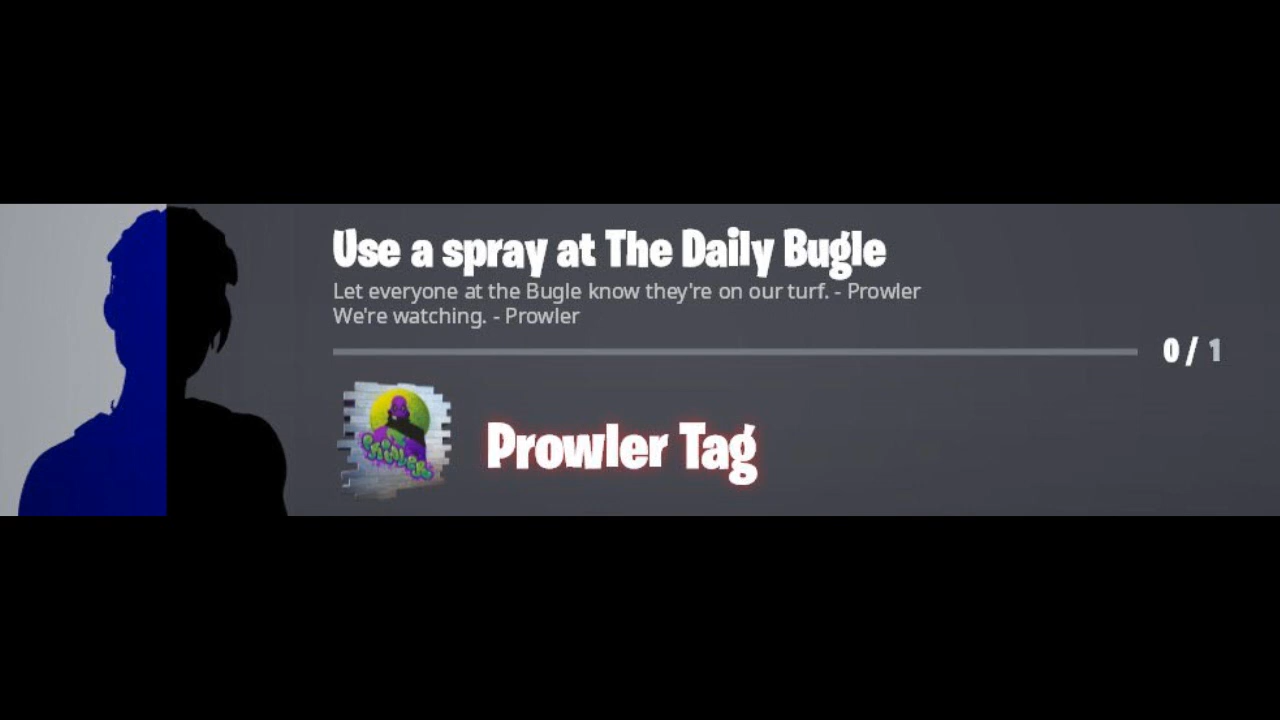 Use a spray at The Daily Bugle
Let everyone at the Bugle know they're on our turf. - Prowler
We're watching. - Prowler
0 / 1
Prowler Tag